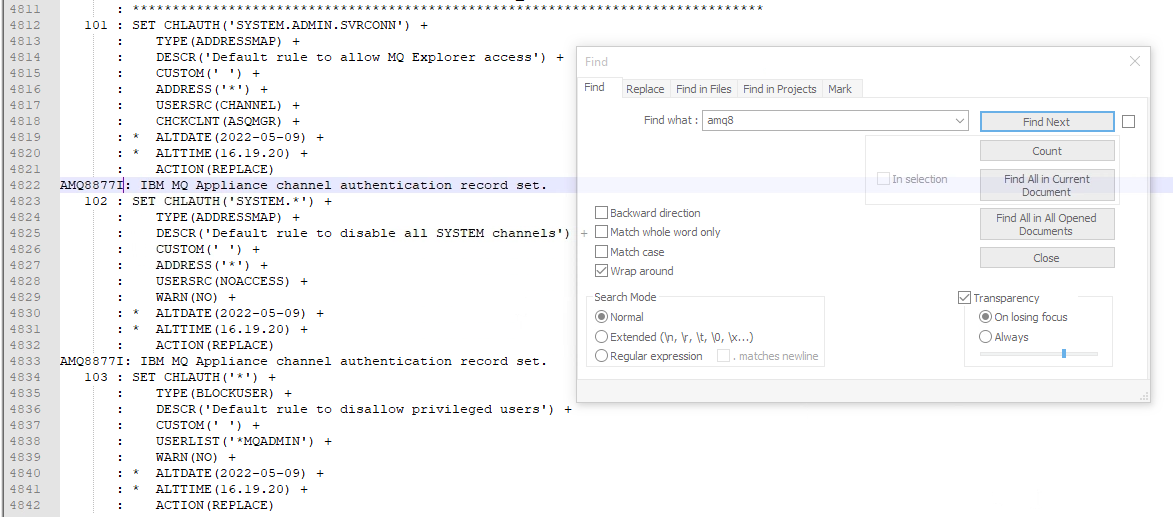 4811 : ******************************************************************************
4812 101 : SET CHLAUTH('SYSTEM.ADMIN.SVRCONN') +
4813 : TYPE(ADDRESSMAP) +
4814 : DESCR('Default rule to allow MQ Explorer access') +
4815 : CUSTOM(' ') +
4816 : ADDRESS('*') +
4817 : USERSRC(CHANNEL) +
4818 : CHCKCLNT(ASQMGR) +
4819 : * ALTDATE(2022-05-09) +
4820 : * ALTTIME(16.19.20) +
4821 : ACTION(REPLACE)
4822 AMQ8877I: IBM MQ Appliance channel authentication record set.
4823 102 : SET CHLAUTH('SYSTEM.*') +
4824 : TYPE(ADDRESSMAP) +
4825 : DESCR('Default rule to disable all SYSTEM channels') +
4826 : CUSTOM(' ') +
4827 : ADDRESS('*') +
4828 : USERSRC(NOACCESS) +
4829 : WARN(NO) +
4830 : * ALTDATE(2022-05-09) +
4831 : * ALTTIME(16.19.20) +
4832 : ACTION(REPLACE)
4833 AMQ8877I: IBM MQ Appliance channel authentication record set.
4834 103 : SET CHLAUTH('*') +
4835 : TYPE(BLOCKUSER) +
4836 : DESCR('Default rule to disallow privileged users') +
4837 : CUSTOM(' ') +
4838 : USERLIST('*MQADMIN') +
4839 : WARN(NO) +
4840 : * ALTDATE(2022-05-09) +
4841 : * ALTTIME(16.19.20) +
4842 : ACTION(REPLACE)
Find
Find Replace Find in Files Find in Projects Mark
Find what : amq8 Find Next
Count
In selection
Find All in Current
Document
Find All in All Opened
Documents
Close
Backward direction
Match whole word only
Match case
Wrap around
Search Mode
Normal
Extended (\n, \r, \t, \0, \x...)
Regular expression . matches newline
Transparency
On losing focus
Always